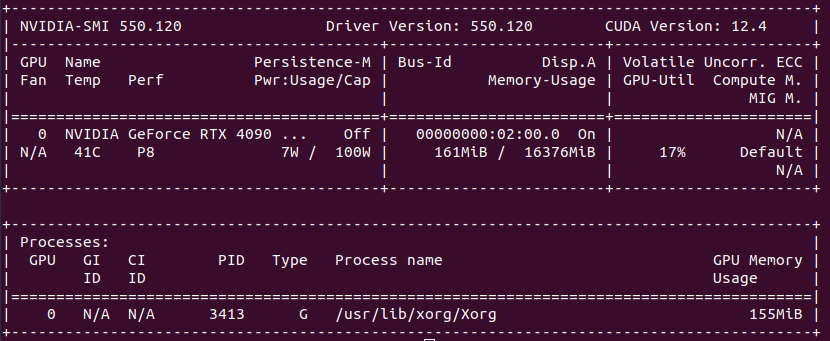 +-----------------------------------------------------------------------------------------+
| NVIDIA-SMI 550.120                Driver Version: 550.120        CUDA Version: 12.4     |
|-----------------------------------------+------------------------+----------------------+
| GPU  Name                 Persistence-M | Bus-Id          Disp.A | Volatile Uncorr. ECC |
| Fan  Temp   Perf          Pwr:Usage/Cap |           Memory-Usage | GPU-Util  Compute M. |
|                                         |                        |               MIG M. |
|=========================================+========================+======================|
|   0  NVIDIA GeForce RTX 4090 ...    Off |   00000000:02:00.0  On |                  N/A |
| N/A   41C    P8              7W /  100W |     161MiB /  16376MiB |     17%      Default |
|                                         |                        |                  N/A |
+-----------------------------------------+------------------------+----------------------+
+-----------------------------------------------------------------------------------------+
| Processes:                                                                              |
|  GPU   GI   CI        PID   Type   Process name                              GPU Memory |
|        ID   ID                                                               Usage      |
|=========================================================================================|
|    0   N/A  N/A      3413      G   /usr/lib/xorg/Xorg                            155MiB |
+-----------------------------------------------------------------------------------------+